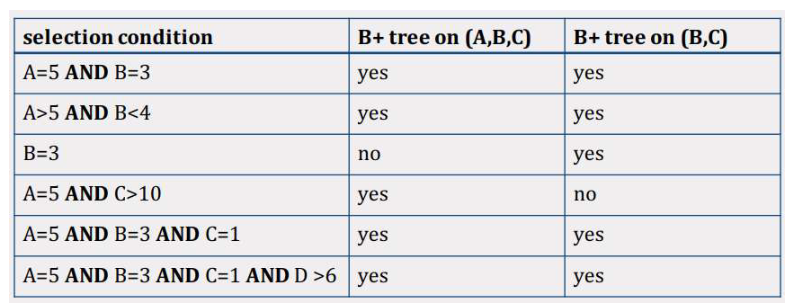 selection condition B+ tree on (A,B,C) B+ tree on (B,C)
A=5 AND B=3 yes yes
A>5 AND B<4 yes yes
B=3 no yes
A=5 AND C>10 yes no
A=5 AND B=3 AND C=1 yes yes
A=5 AND B=3 AND C=1 AND D >6 yes yes